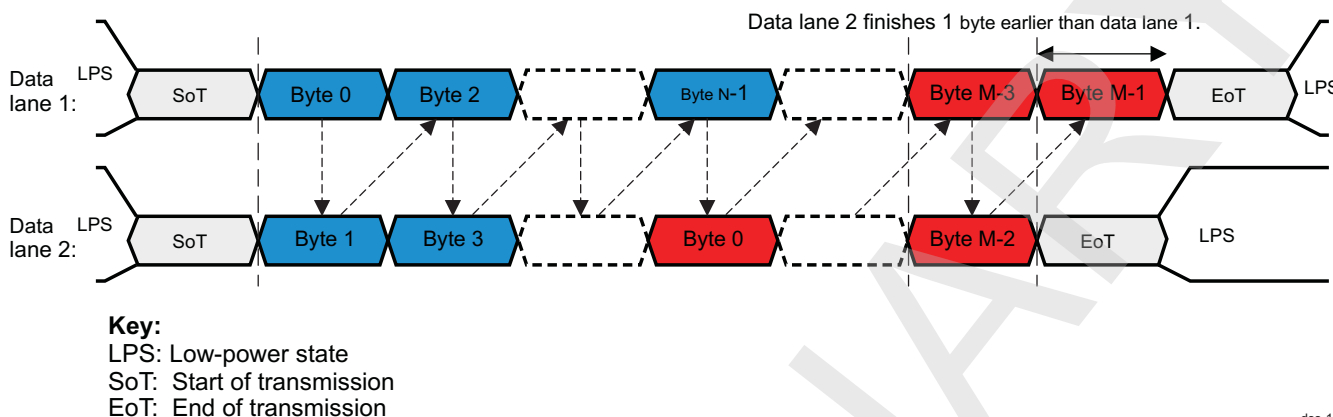 Data lane 2 finishes 1 byte earlier than data lane 1.
Data lane 1:
LPS
SoT
Byte 0
Byte 2
Byte N-1
Byte M-3
Byte M-1
EoT
LPS
Data lane 2:
LPS
SoT
Byte 1
Byte 3
Byte 0
Byte M-2
EoT
LPS
Key:
LPS: Low-power state
SoT: Start of transmission
EoT: End of transmission